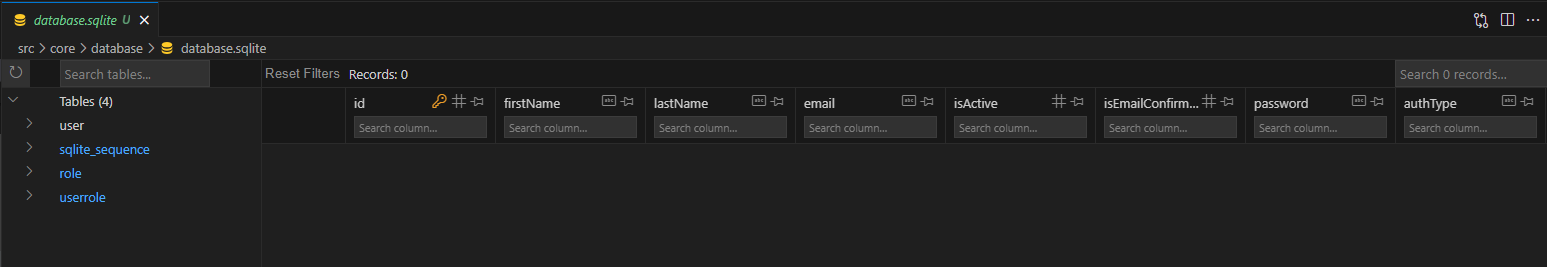 database.sqlite U
src > core > database > database.sqlite
Search tables...
Reset Filters Records: 0 Search 0 records...
Tables (4)
user
sqlite_sequence
role
userrole
id firstName lastName email isActive isEmailConfirm... password authType
Search column... Search column... Search column... Search column... Search column... Search column... Search column... Search column...